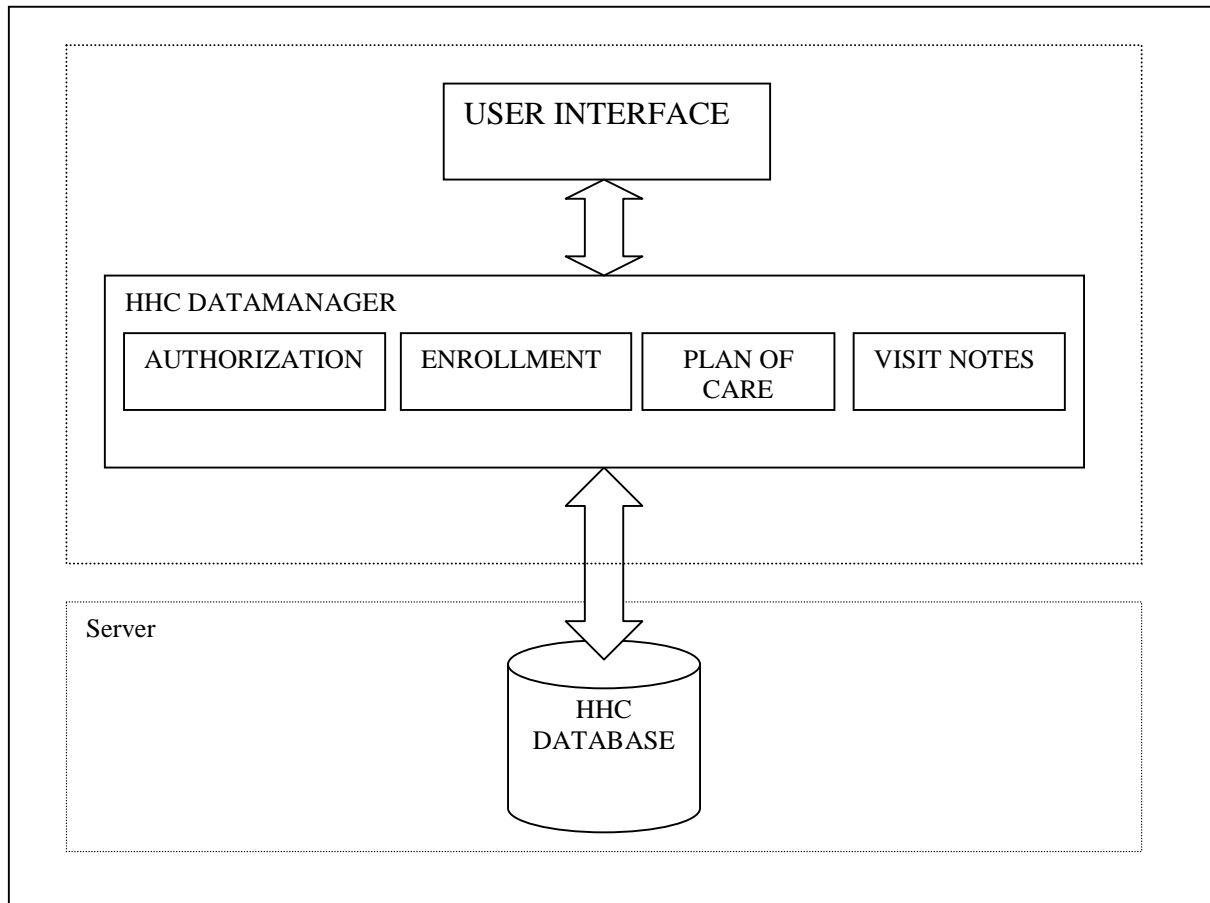 USER INTERFACE
HHC DATAMANAGER
AUTHORIZATION
ENROLLMENT
PLAN OF
CARE
VISIT NOTES
Server
HHC
DATABASE